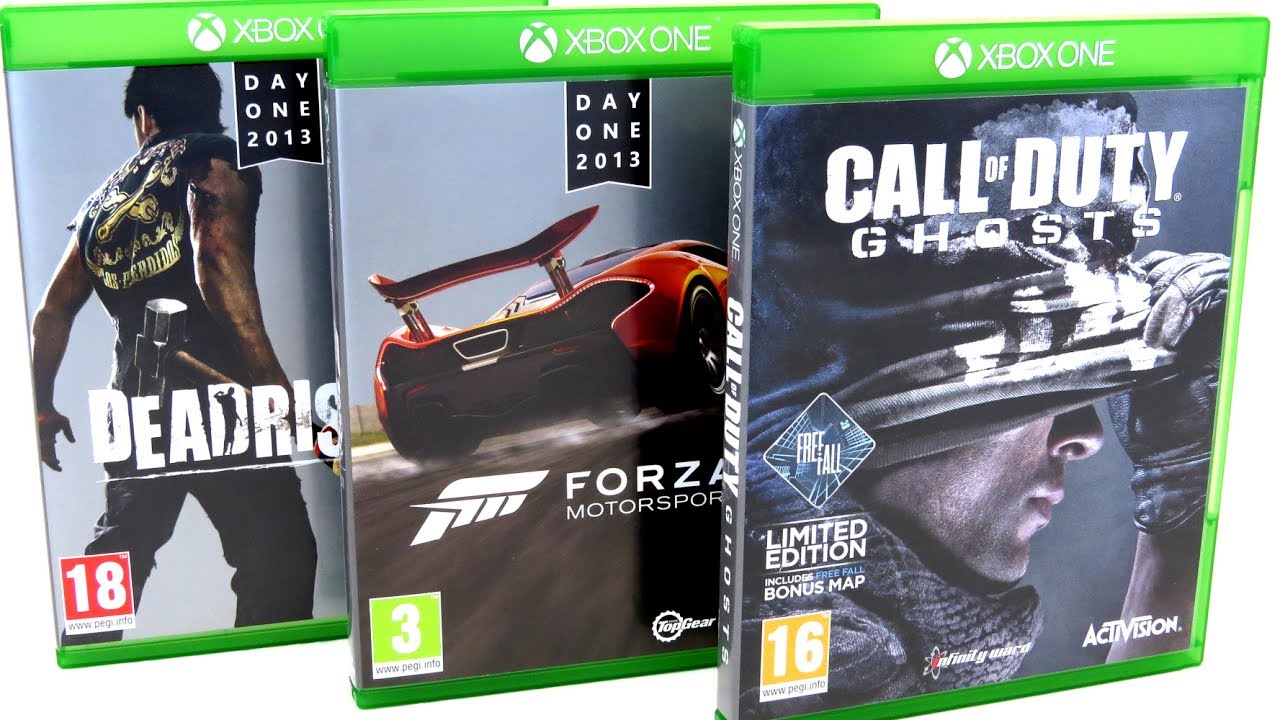 XBOX ONE
DAY
ONE
2013
DEADRIS
18
www.pegi.info
XBOX ONE
DAY
ONE
2013
FORZA
MOTORSPOR
3
www.pegi.info
TopGear
XBOX ONE
XBOX ONE
CALL OF DUTY GHOSTS
CALL OF DUTY®
GHOSTS
FREE
FALL
LIMITED
EDITION
INCLUDES FREE FALL
BONUS MAP
16
www.pegi.info
infinity ward
ACTIVISION